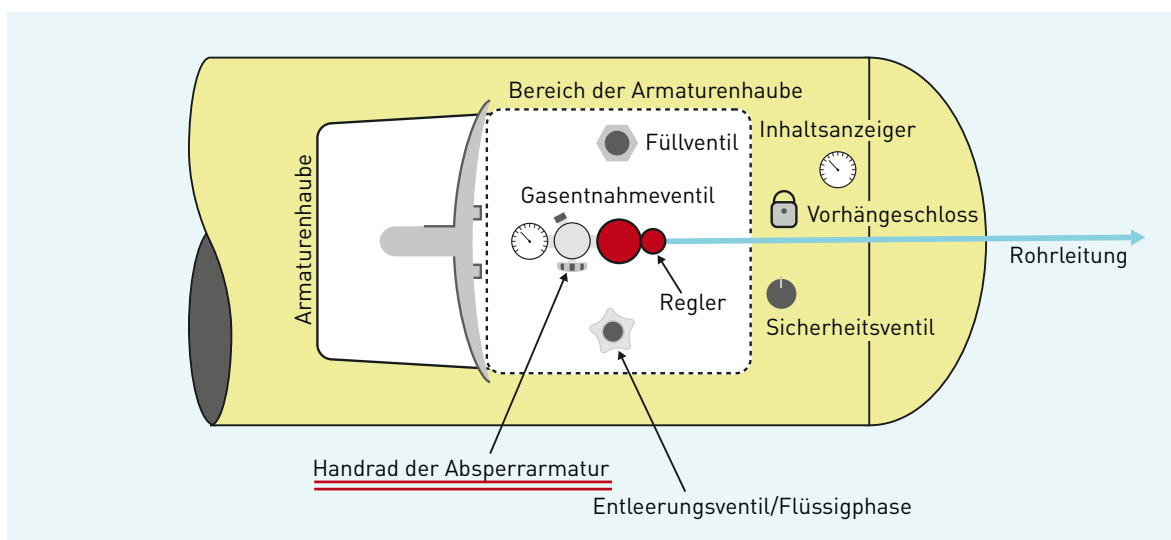 Bereich der Armaturenhaube
Inhaltsanzeiger
Füllventil
Armaturenhaube
Gasentnahmeventil
Vorhängeschloss
Rohrleitung
Regler
Sicherheitsventil
Handrad der Absperrarmatur
Entleerungsventil/Flüssigphase